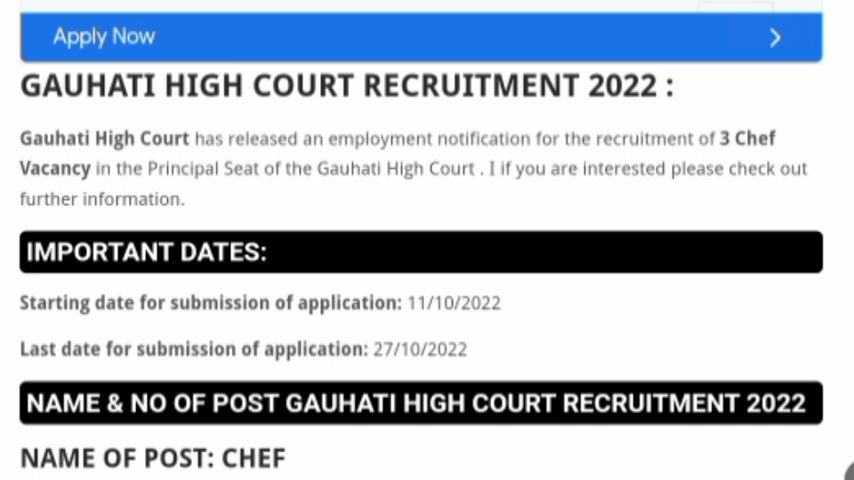 Apply Now
GAUHATI HIGH COURT RECRUITMENT 2022 :
Gauhati High Court has released an employment notification for the recruitment of 3 Chef
Vacancy in the Principal Seat of the Gauhati High Court . I if you are interested please check out
further information.
IMPORTANT DATES:
Starting date for submission of application: 11/10/2022
Last date for submission of application: 27/10/2022
NAME & NO OF POST GAUHATI HIGH COURT RECRUITMENT 2022
NAME OF POST: CHEF